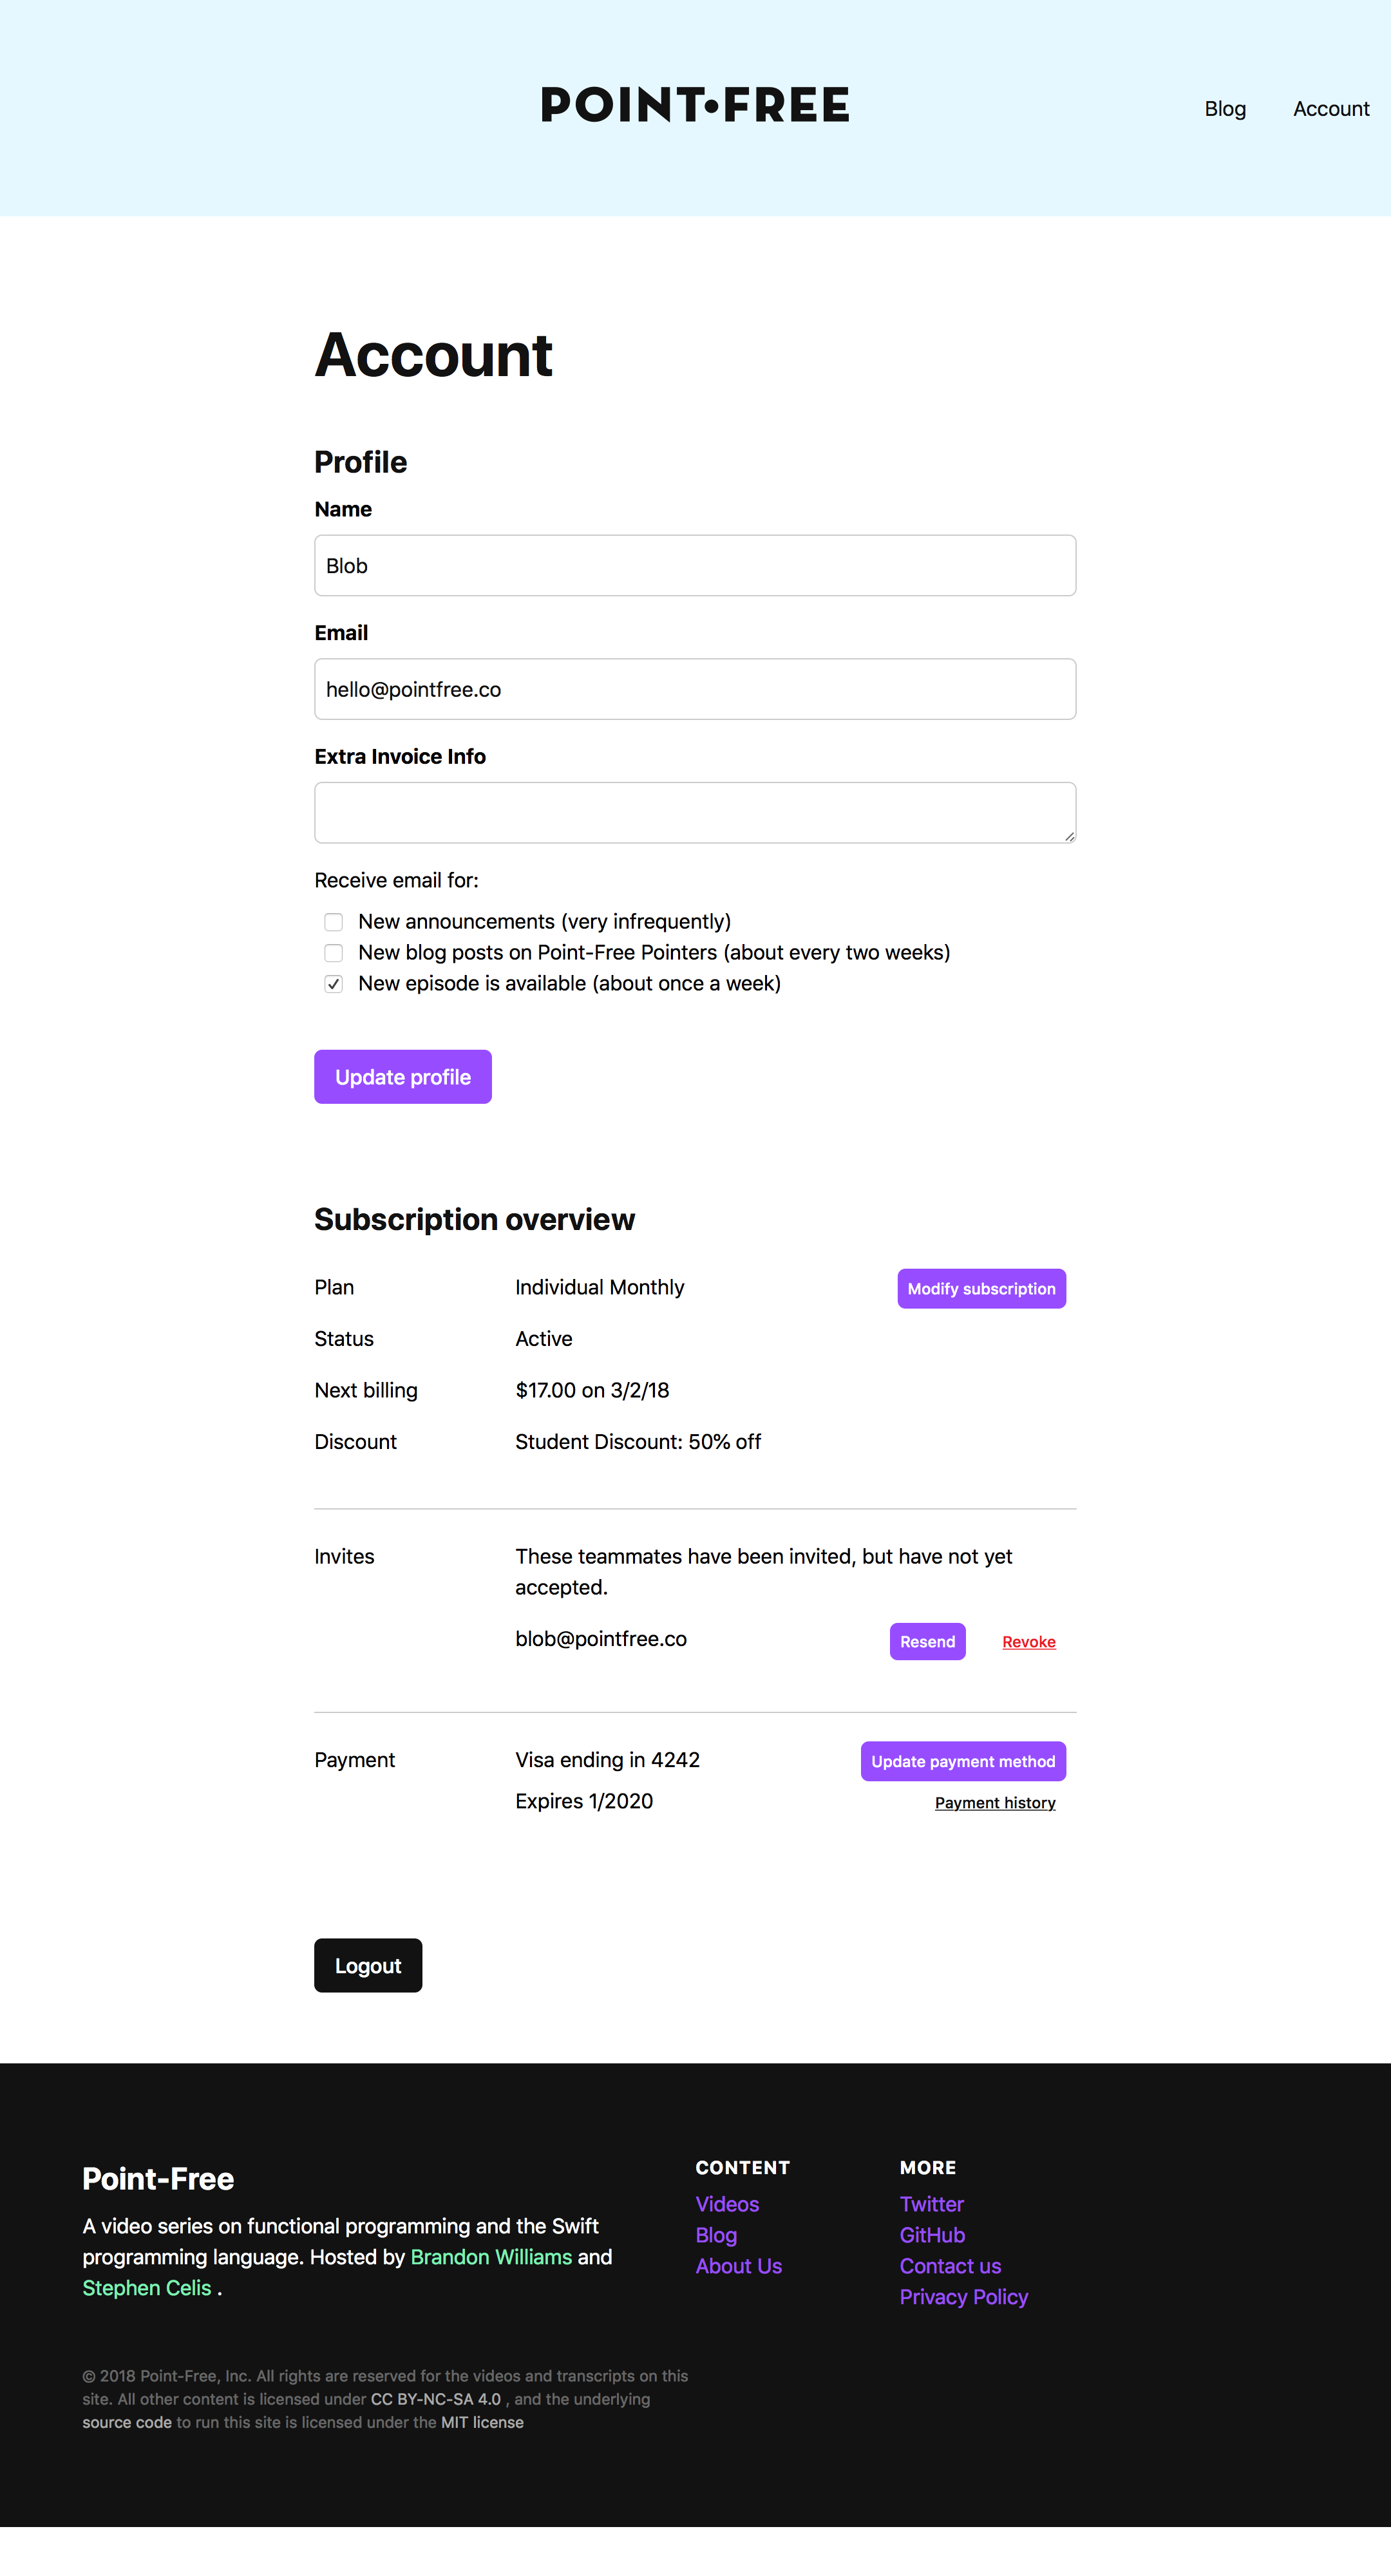 POINT•FREE
Blog
Account
Account
Profile
Name
Blob
Email
hello@pointfree.co
Extra Invoice Info
Receive email for:
New announcements (very infrequently)
New blog posts on Point-Free Pointers (about every two weeks)
New episode is available (about once a week)
Update profile
Subscription overview
Plan
Individual Monthly
Modify subscription
Status
Active
Next billing
$17.00 on 3/2/18
Discount
Student Discount: 50% off
Invites
These teammates have been invited, but have not yet
accepted.
blob@pointfree.co
Resend
Revoke
Payment
Visa ending in 4242
Update payment method
Expires 1/2020
Payment history
Logout
Point-Free
A video series on functional programming and the Swift
programming language. Hosted by Brandon Williams and
Stephen Celis .
CONTENT
Videos
Blog
About Us
MORE
Twitter
GitHub
Contact us
Privacy Policy
© 2018 Point-Free, Inc. All rights are reserved for the videos and transcripts on this
site. All other content is licensed under CC BY-NC-SA 4.0 , and the underlying
source code to run this site is licensed under the MIT license